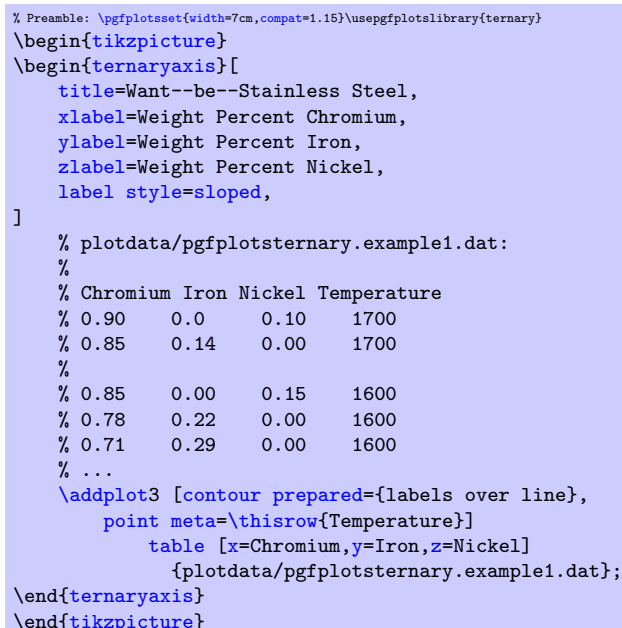 % Preamble: \pgfplotsset{width=7cm,compat=1.15}\usepgfplotslibrary{ternary}
\begin{tikzpicture}
\begin{ternaryaxis}[
    title=Want--be--Stainless Steel,
    xlabel=Weight Percent Chromium,
    ylabel=Weight Percent Iron,
    zlabel=Weight Percent Nickel,
    label style=sloped,
]
    % plotdata/pgfplotsternary.example1.dat:
    %
    % Chromium Iron Nickel Temperature
    % 0.90    0.0     0.10    1700
    % 0.85    0.14    0.00    1700
    %
    % 0.85    0.00    0.15    1600
    % 0.78    0.22    0.00    1600
    % 0.71    0.29    0.00    1600
    % ...
    \addplot3 [contour prepared={labels over line},
        point meta=\thisrow{Temperature}]
            table [x=Chromium,y=Iron,z=Nickel]
              {plotdata/pgfplotsternary.example1.dat};
\end{ternaryaxis}
\end{tikzpicture}